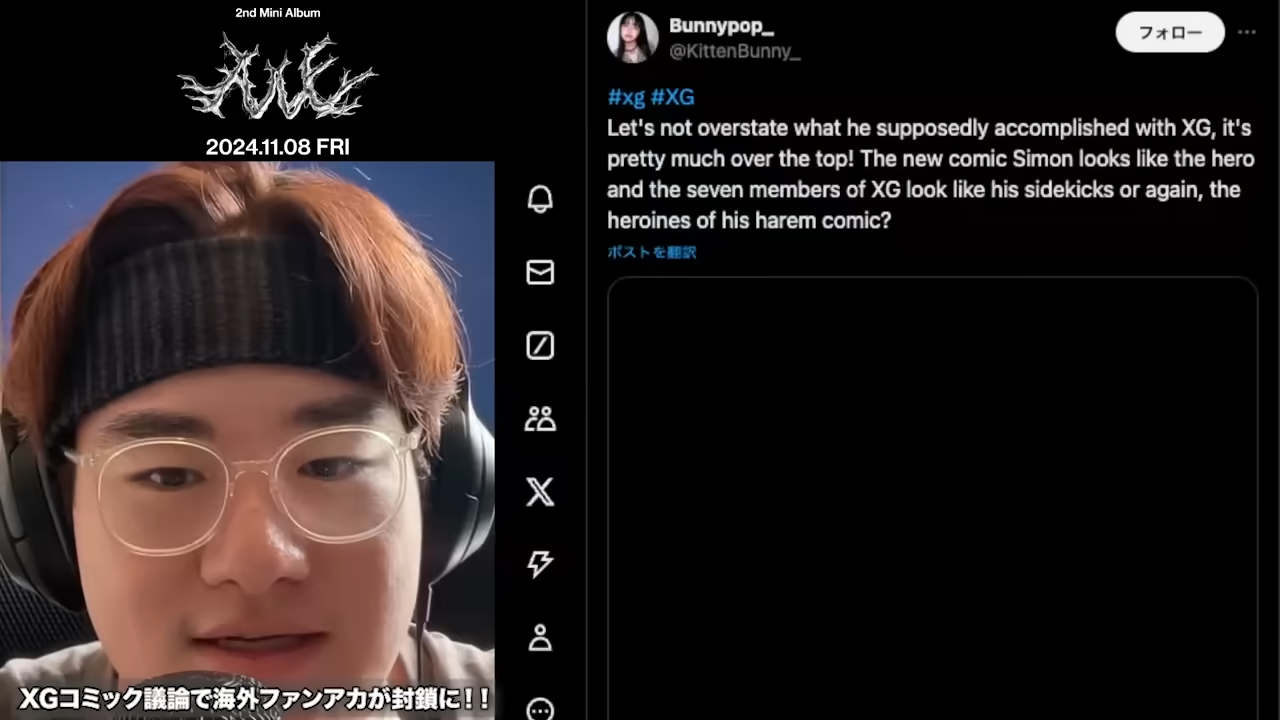 2nd Mini Album
AWE
2024.11.08 FRI
XGコミック議論で海外ファンアカが封鎖に!!
Bunnypop_
@KittenBunny_
フォロー
#xg #XG
Let's not overstate what he supposedly accomplished with XG, it's
pretty much over the top! The new comic Simon looks like the hero
and the seven members of XG look like his sidekicks or again, the
heroines of his harem comic?
ポストを翻訳